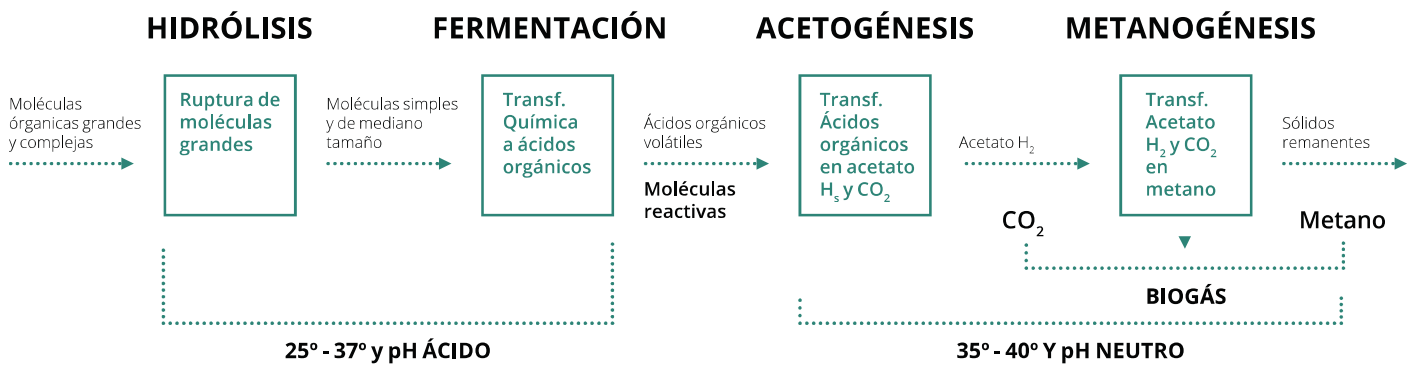 HIDRÓLISIS
FERMENTACIÓN
ACETOGÉNESIS
METANOGÉNESIS
Moléculas
órganicas grandes
y complejas
Ruptura de
moléculas
grandes
Moléculas simples
y de mediano
tamaño
Transf.
Química
a ácidos
orgánicos
Ácidos orgánicos
volátiles
Moléculas
reactivas
Transf.
Ácidos
orgánicos
en acetato
Hₛ y CO₂
Acetato H₂
Transf.
Acetato
H₂ y CO₂
en
metano
Sólidos
remanentes
CO₂
Metano
BIOGÁS
25º - 37º y pH ÁCIDO
35º - 40º Y pH NEUTRO